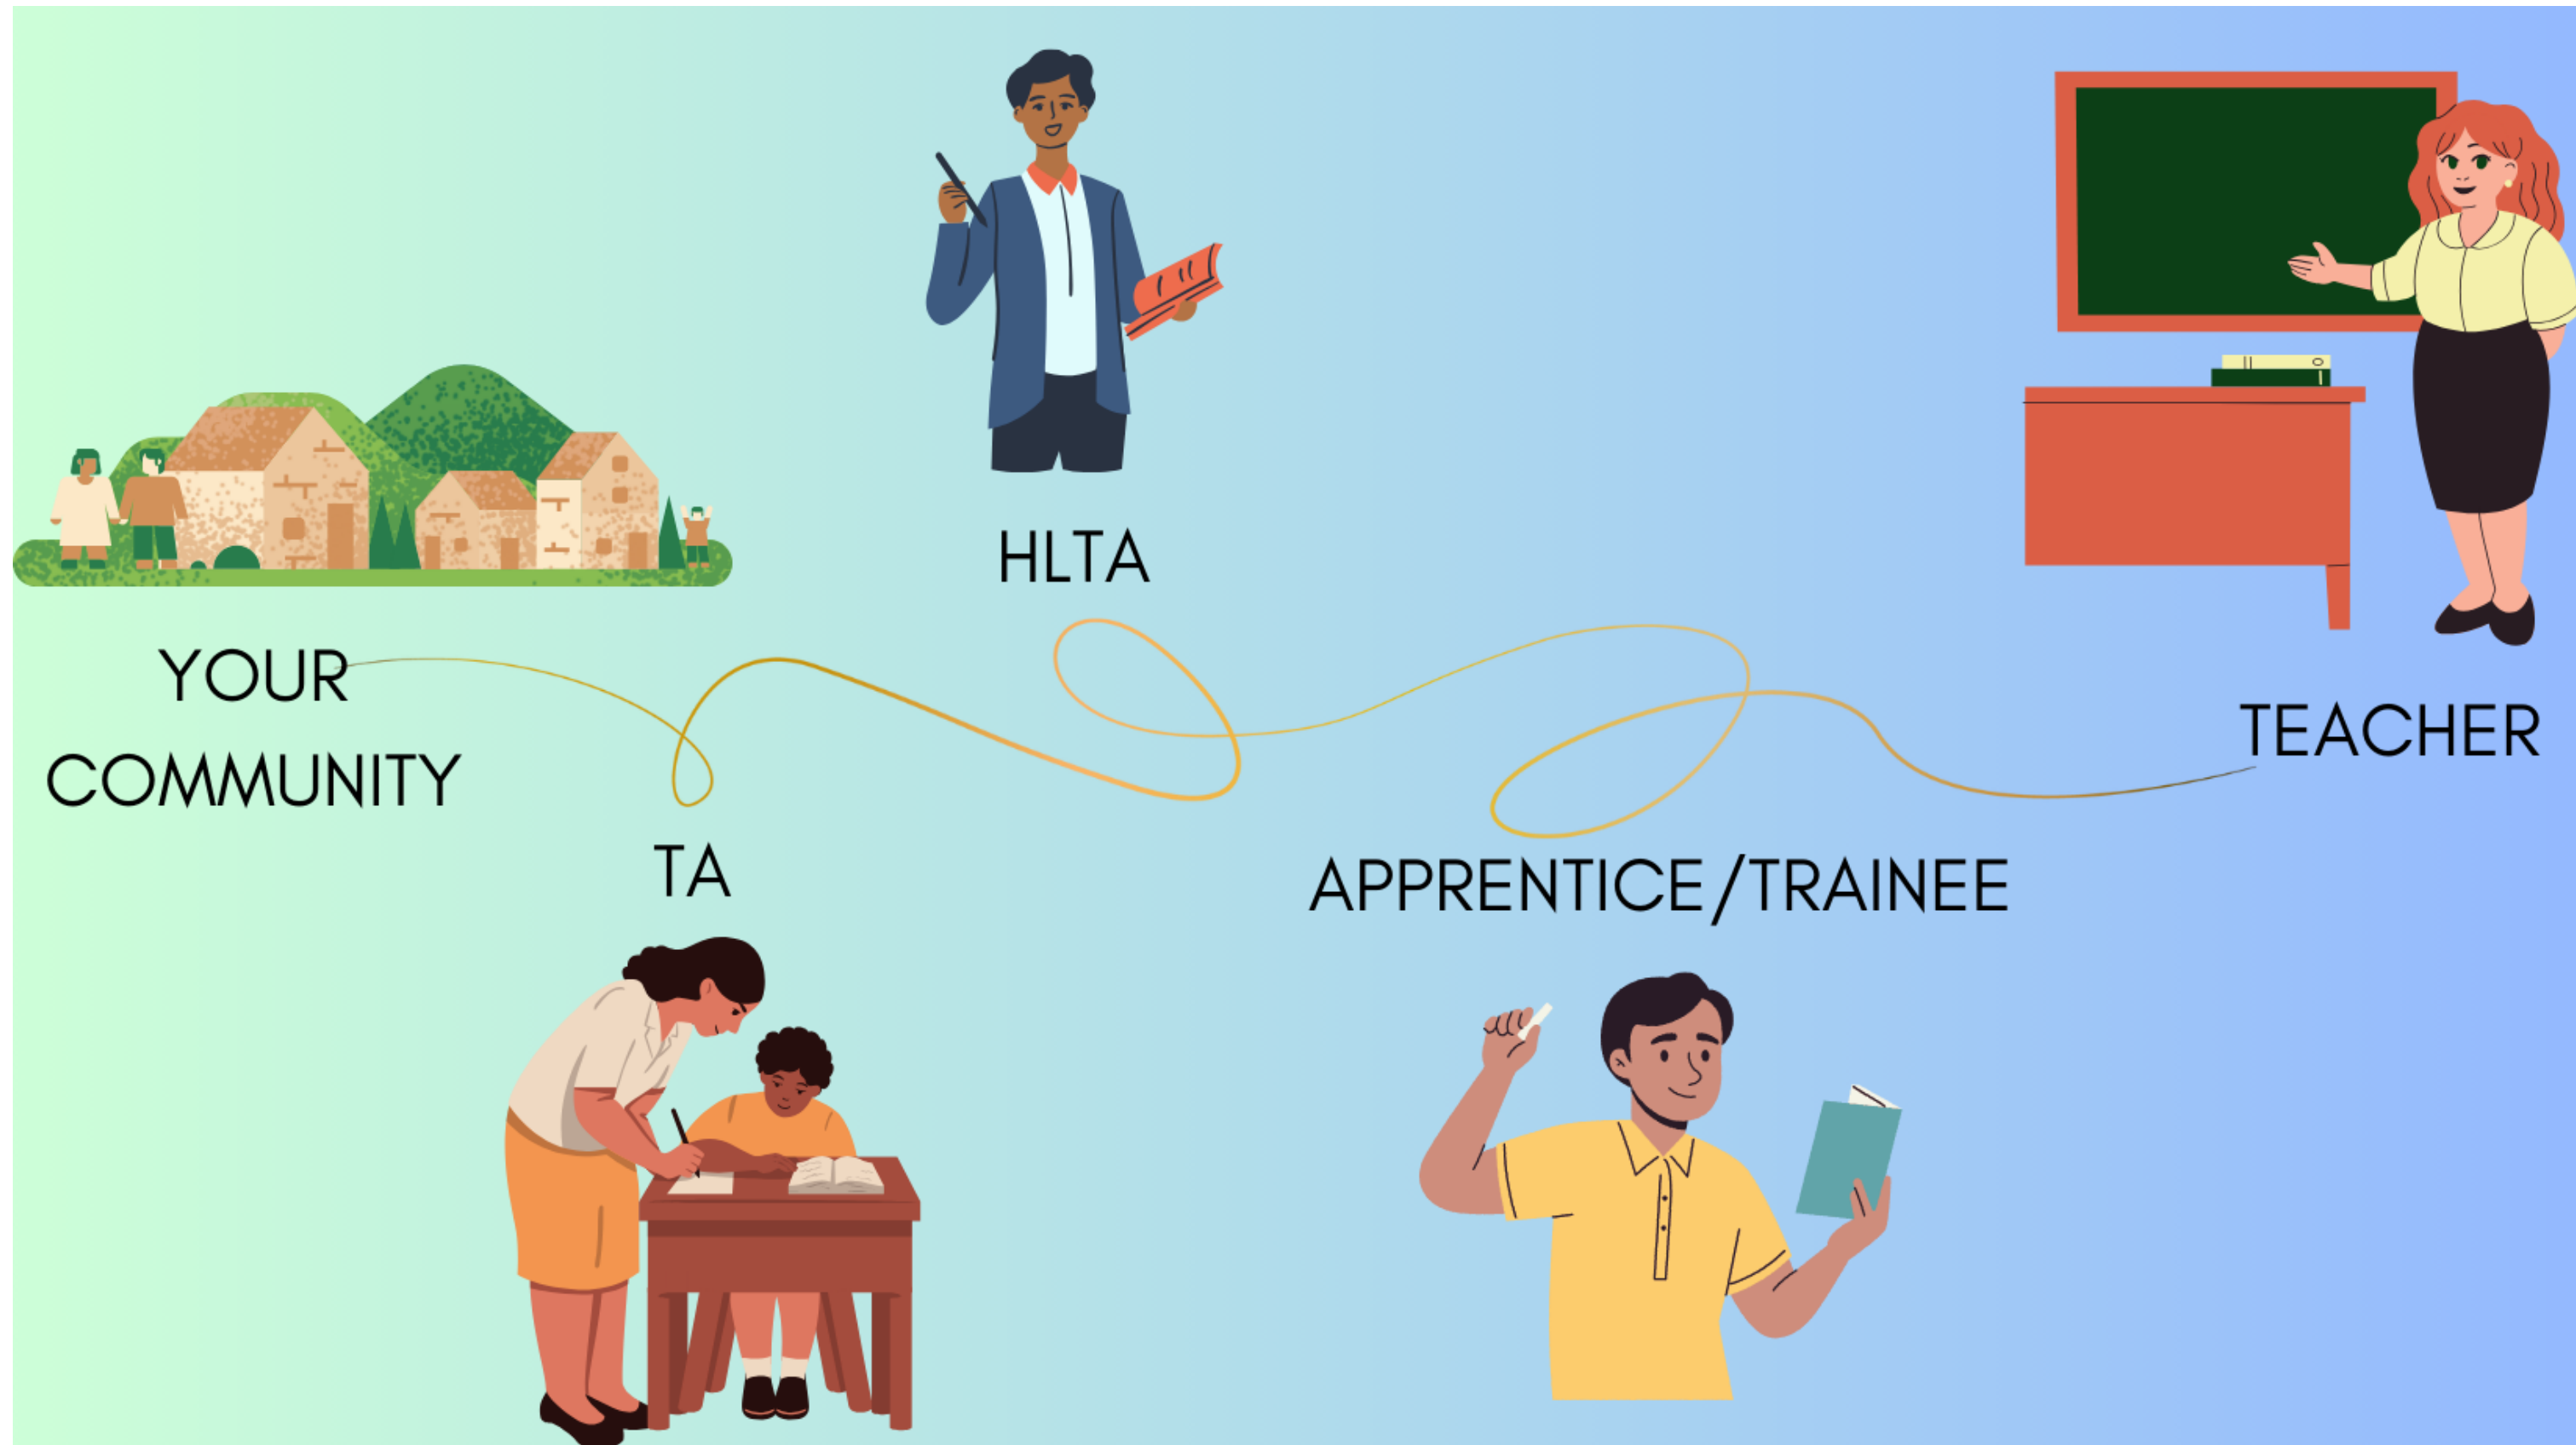 YOUR
COMMUNITY
TA
HLTA
APPRENTICE/TRAINEE
TEACHER